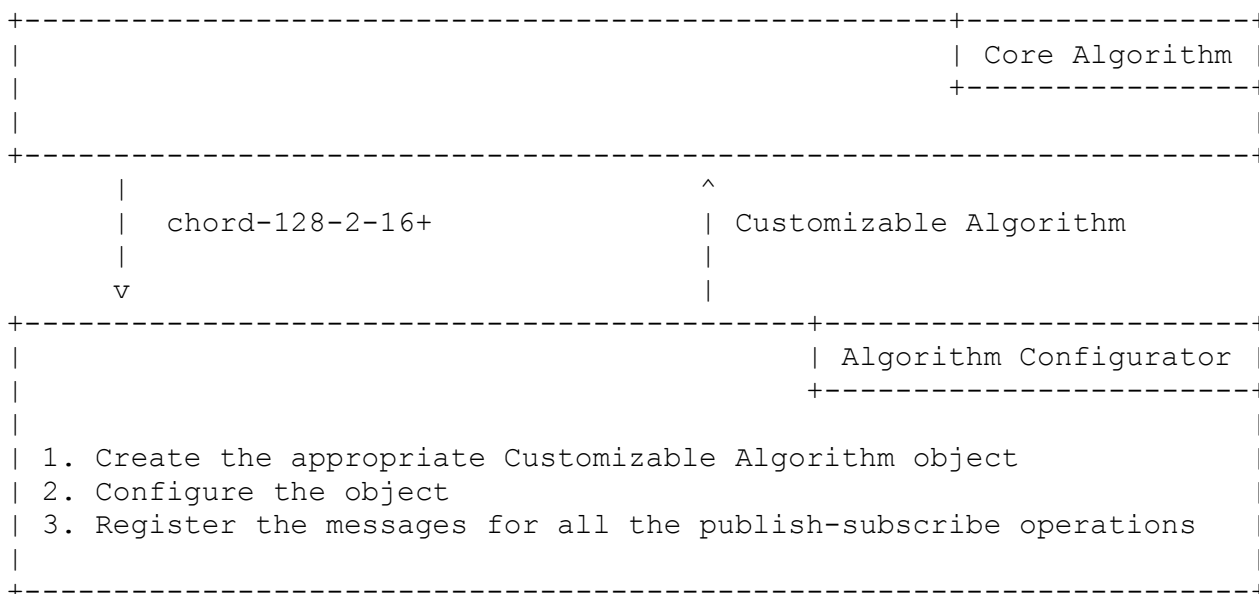 Core Algorithm
chord-128-2-16+ Customizable Algorithm
Algorithm Configurator
1. Create the appropriate Customizable Algorithm object
2. Configure the object
3. Register the messages for all the publish-subscribe operations